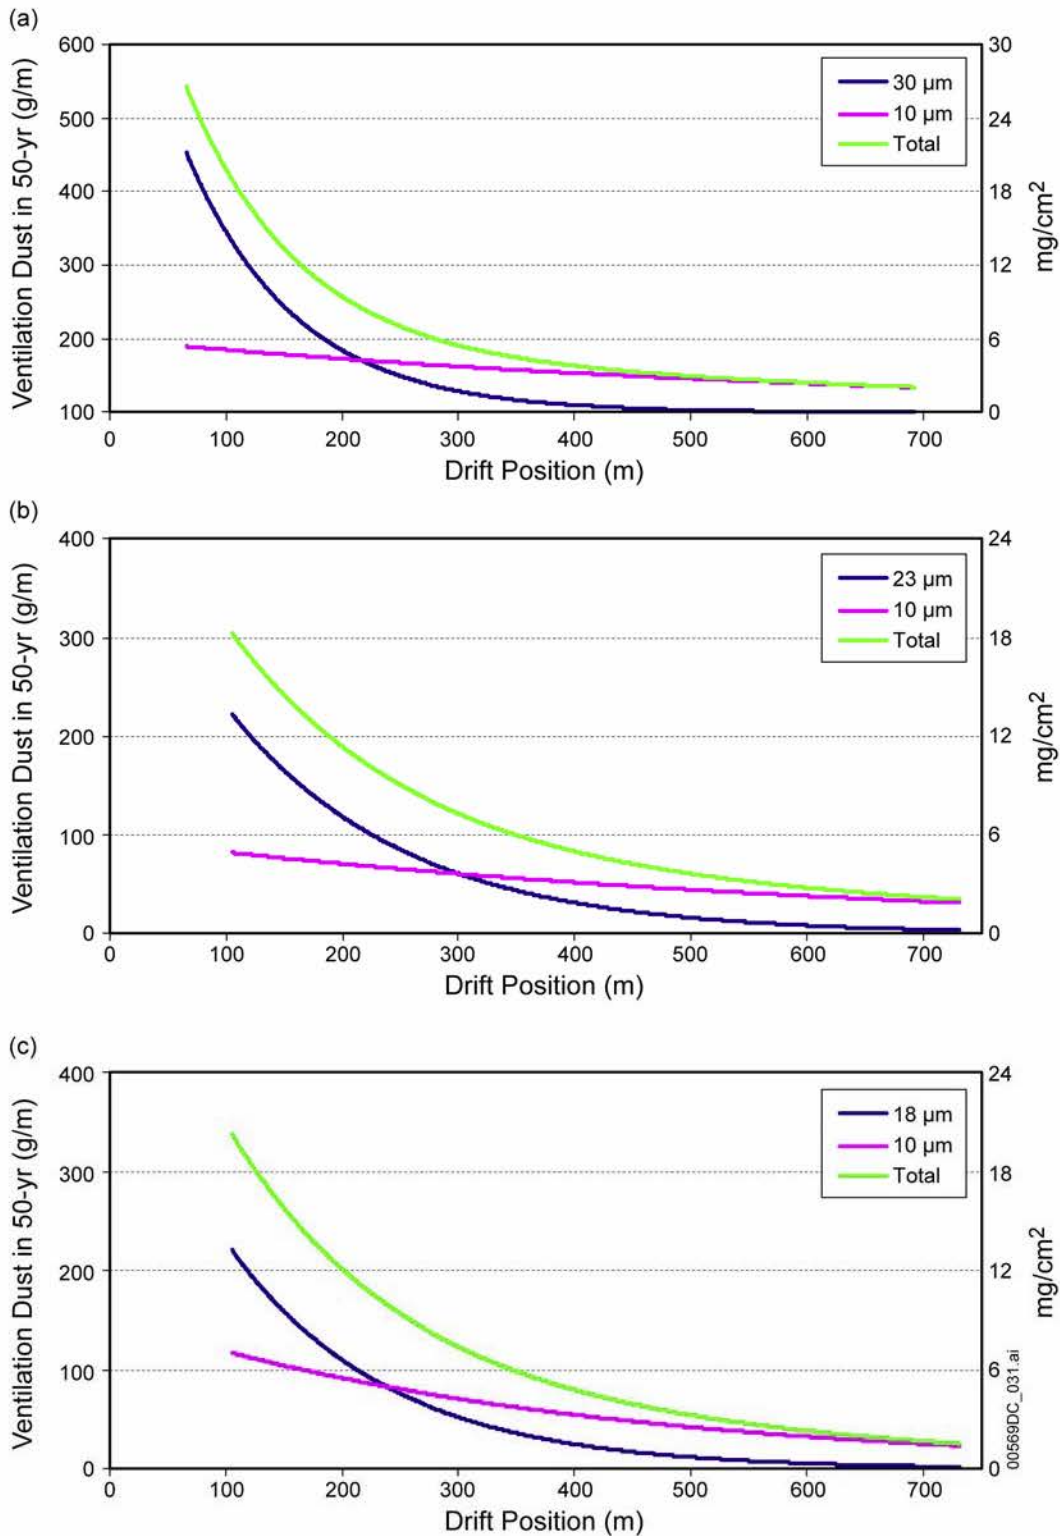 (a)
Ventilation Dust in 50-yr (g/m)
600
500
400
300
200
100
30
24
18
12
6
0
mg/cm²
30 µm
10 µm
Total
0 100 200 300 400 500 600 700
Drift Position (m)
(b)
Ventilation Dust in 50-yr (g/m)
400
300
200
100
0
24
18
12
6
0
mg/cm²
23 µm
10 µm
Total
0 100 200 300 400 500 600 700
Drift Position (m)
(c)
Ventilation Dust in 50-yr (g/m)
400
300
200
100
0
24
18
12
6
0
mg/cm²
18 µm
10 µm
Total
00569DC_031.ai
0 100 200 300 400 500 600 700
Drift Position (m)